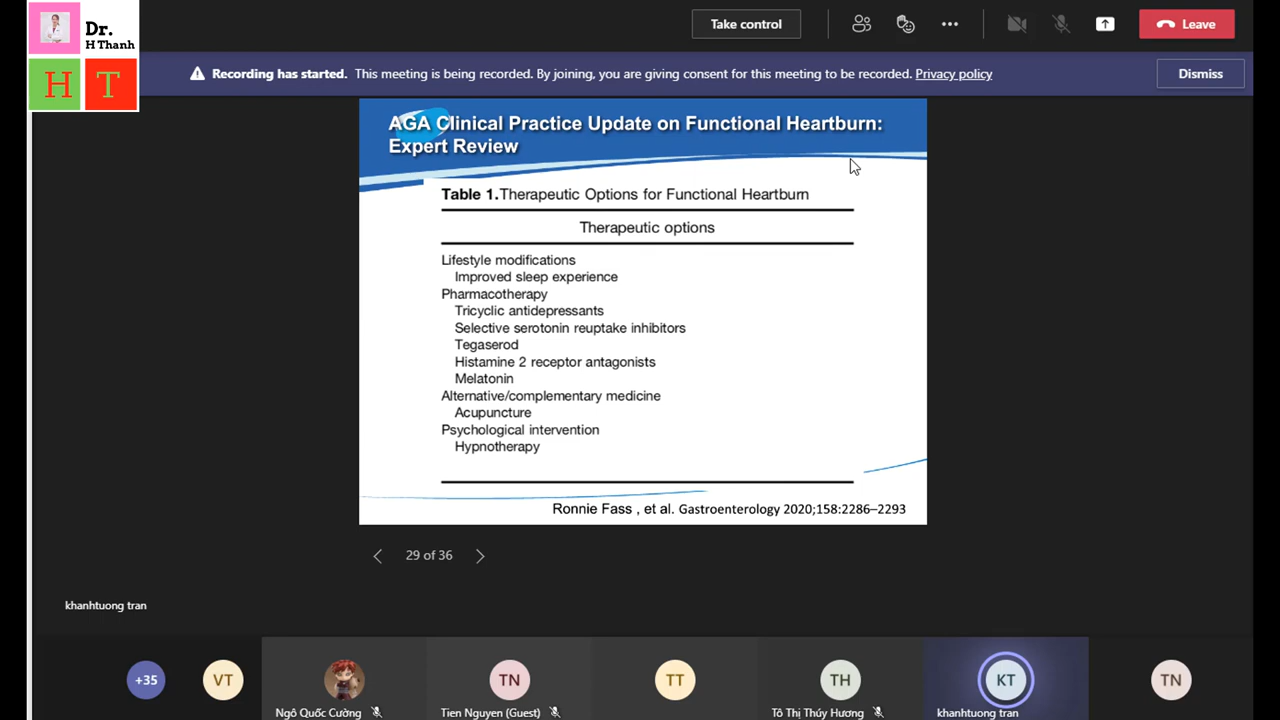 Dr.
H Thanh
H T
Take control
Leave
Recording has started. This meeting is being recorded. By joining, you are giving consent for this meeting to be recorded. Privacy policy
Dismiss
AGA Clinical Practice Update on Functional Heartburn:
Expert Review
Table 1.Therapeutic Options for Functional Heartburn
Therapeutic options
Lifestyle modifications
Improved sleep experience
Pharmacotherapy
Tricyclic antidepressants
Selective serotonin reuptake inhibitors
Tegaserod
Histamine 2 receptor antagonists
Melatonin
Alternative/complementary medicine
Acupuncture
Psychological intervention
Hypnotherapy
Ronnie Fass , et al. Gastroenterology 2020;158:2286–2293
29 of 36
khanhtuong tran
+35
VT
TN
TT
TH
KT
TN
Ngô Quốc Cường
Tien Nguyen (Guest)
Tô Thị Thúy Hương
khanhtuong tran